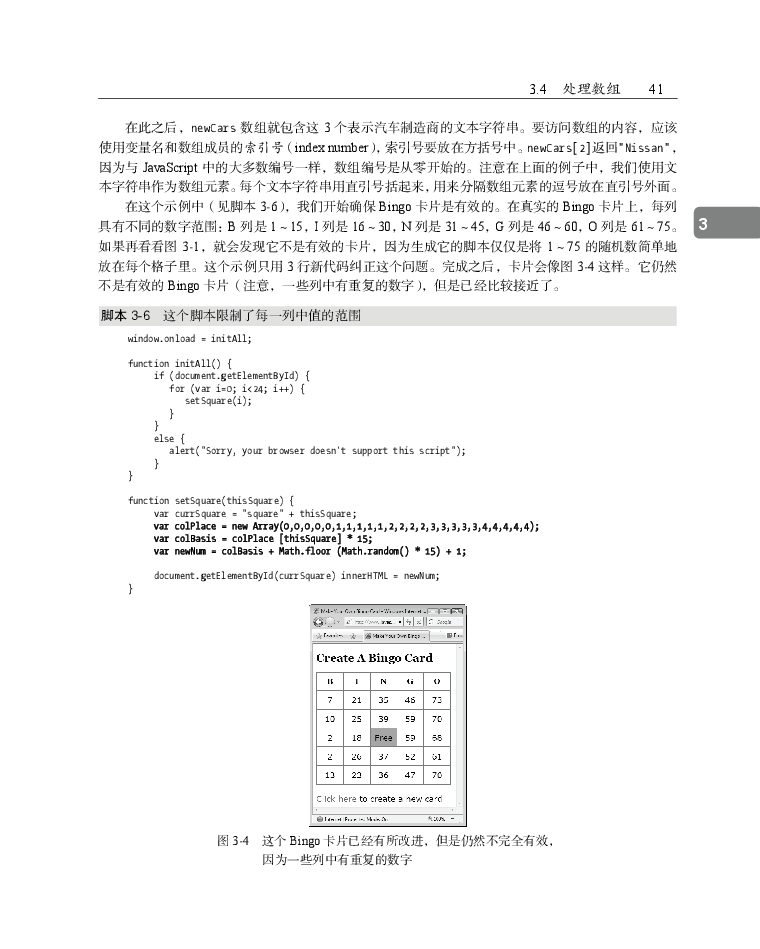 3.4 处理数组 41
在此之后，newCars 数组就包含这 3 个表示汽车制造商的文本字符串。要访问数组的内容，应该
使用变量名和数组成员的索引号（index number），索引号要放在方括号中。newCars[2]返回"Nissan"，
因为与 JavaScript 中的大多数编号一样，数组编号是从零开始的。注意在上面的例子中，我们使用文
本字符串作为数组元素。每个文本字符串用直引号括起来，用来分隔数组元素的逗号放在直引号外面。
在这个示例中（见脚本 3-6），我们开始确保 Bingo 卡片是有效的。在真实的 Bingo 卡片上，每列
具有不同的数字范围：B 列是 1～15，I 列是 16～30，N 列是 31～45，G 列是 46～60，O 列是 61～75。
3
如果再看看图 3-1，就会发现它不是有效的卡片，因为生成它的脚本仅仅是将 1～75 的随机数简单地
放在每个格子里。这个示例只用 3 行新代码纠正这个问题。完成之后，卡片会像图 3-4 这样。它仍然
不是有效的 Bingo 卡片（注意，一些列中有重复的数字），但是已经比较接近了。
脚本 3-6 这个脚本限制了每一列中值的范围
window.onload = initAll;
function initAll() {
if (document.getElementById) {
for (var i=0; i<24; i++) {
setSquare(i);
}
}
else {
alert("Sorry, your browser doesn't support this script");
}
}
function setSquare(thisSquare) {
var currSquare = "square" + thisSquare;
var colPlace = new Array(0,0,0,0,0,1,1,1,1,1,2,2,2,2,3,3,3,3,3,4,4,4,4,4);
var colBasis = colPlace [thisSquare] * 15;
var newNum = colBasis + Math.floor (Math.random() * 15) + 1;
document.getElementById(currSquare) innerHTML = newNum;
}
Make Your Own Bingo Card - Windows Internet
Google
Favorites Make Your Own Bingo ...
Create A Bingo Card
B I N G O
7 21 35 46 73
10 25 39 59 70
2 18 Free 59 68
2 26 37 52 61
13 23 36 47 70
Click here to create a new card
图 3-4 这个 Bingo 卡片已经有所改进，但是仍然不完全有效，
因为一些列中有重复的数字